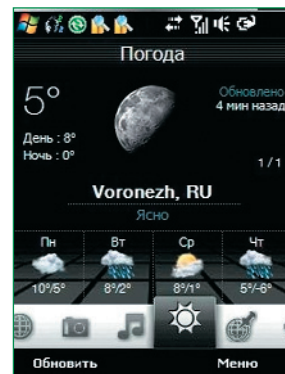 Погода
5°
Обновлено
4 мин назад
День : 8°
Ночь : 0°
1/1
Voronezh, RU
Ясно
Пн Вт Ср Чт
10°/5° 8°/2° 8°/1° 5°/-6°
Обновить Меню